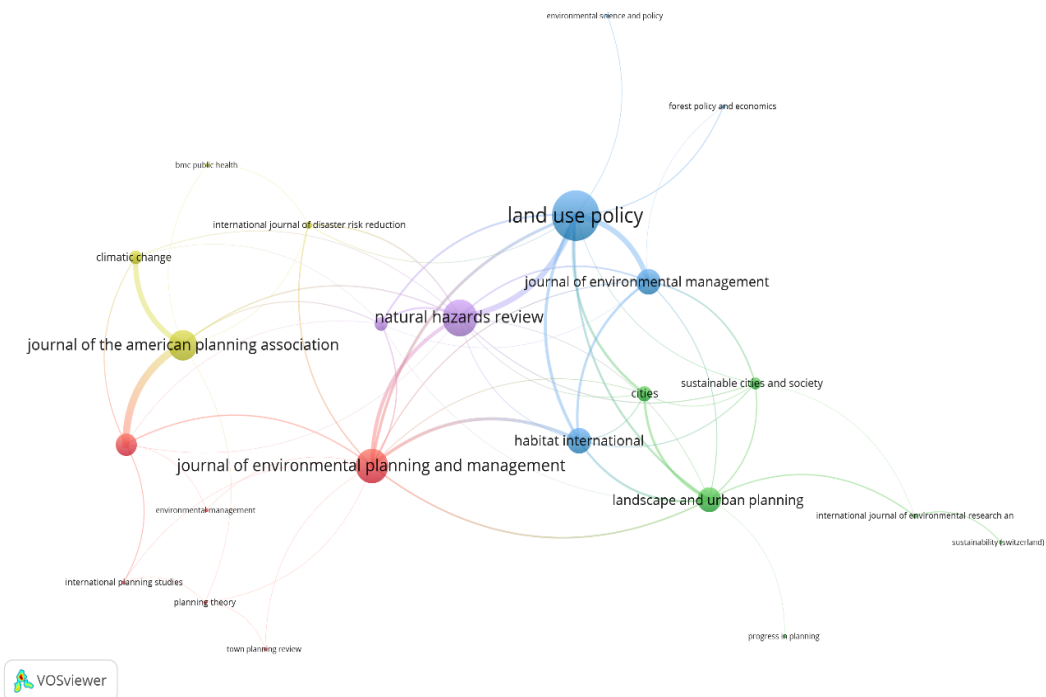 environmental science and policy
forest policy and economics
bmc public health
land use policy
international journal of disaster risk reduction
climatic change
journal of environmental management
natural hazards review
journal of the american planning association
sustainable cities and society
cities
habitat international
journal of environmental planning and management
landscape and urban planning
environmental management
international journal of environmental research an
sustainability (switzerland)
international planning studies
planning theory
progress in planning
town planning review
VOSviewer